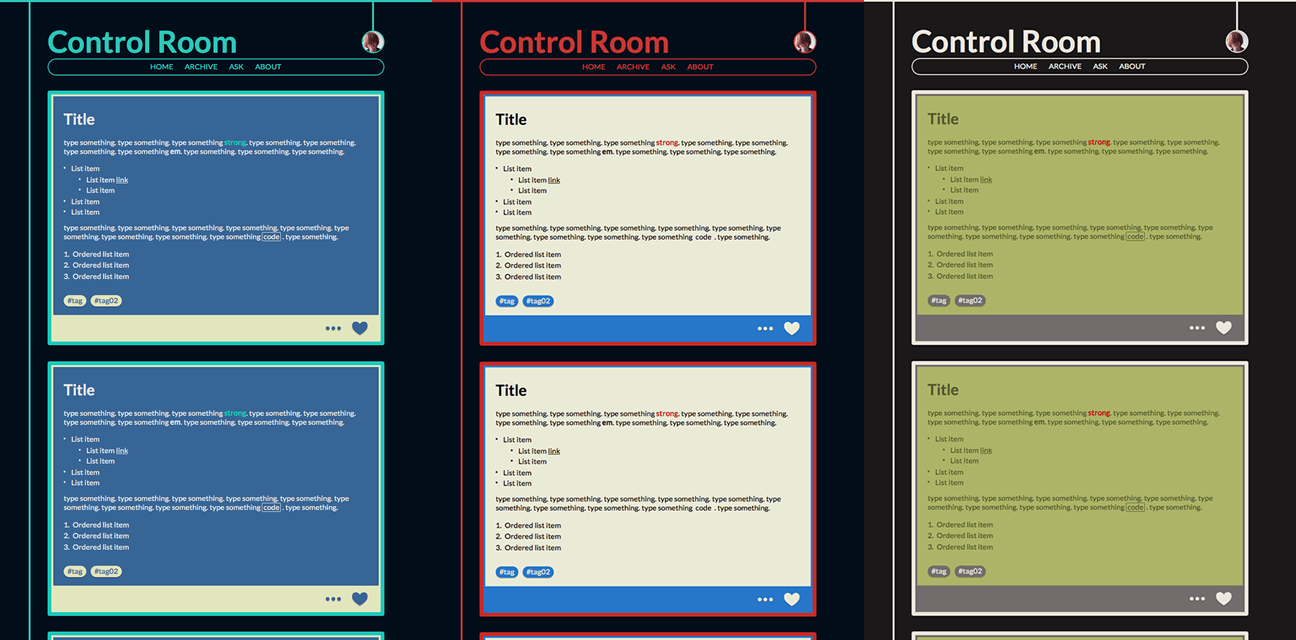 Control Room
HOME ARCHIVE ASK ABOUT
Title
type something. type something. type something strong. type something. type something.
type something. type something em. type something. type something. type something.
• List item
• List item link
• List item
• List item
• List item
type something. type something. type something. type something. type something. type
something. type something. type something. type something code . type something.
1. Ordered list item
2. Ordered list item
3. Ordered list item
#tag #tag02
Title
type something. type something. type something strong. type something. type something.
type something. type something em. type something. type something. type something.
• List item
• List item link
• List item
• List item
• List item
type something. type something. type something. type something. type something. type
something. type something. type something. type something code . type something.
1. Ordered list item
2. Ordered list item
3. Ordered list item
#tag #tag02
Control Room
HOME ARCHIVE ASK ABOUT
Title
type something. type something. type something strong. type something. type something.
type something. type something em. type something. type something. type something.
• List item
• List item link
• List item
• List item
• List item
type something. type something. type something. type something. type something. type
something. type something. type something. type something code . type something.
1. Ordered list item
2. Ordered list item
3. Ordered list item
#tag #tag02
Title
type something. type something. type something strong. type something. type something.
type something. type something em. type something. type something. type something.
• List item
• List item link
• List item
• List item
• List item
type something. type something. type something. type something. type something. type
something. type something. type something. type something code . type something.
1. Ordered list item
2. Ordered list item
3. Ordered list item
#tag #tag02
Control Room
HOME ARCHIVE ASK ABOUT
Title
type something. type something. type something strong. type something. type something.
type something. type something em. type something. type something. type something.
• List item
• List item link
• List item
• List item
• List item
type something. type something. type something. type something. type something. type
something. type something. type something. type something code . type something.
1. Ordered list item
2. Ordered list item
3. Ordered list item
#tag #tag02
Title
type something. type something. type something strong. type something. type something.
type something. type something em. type something. type something. type something.
• List item
• List item link
• List item
• List item
• List item
type something. type something. type something. type something. type something. type
something. type something. type something. type something code . type something.
1. Ordered list item
2. Ordered list item
3. Ordered list item
#tag #tag02